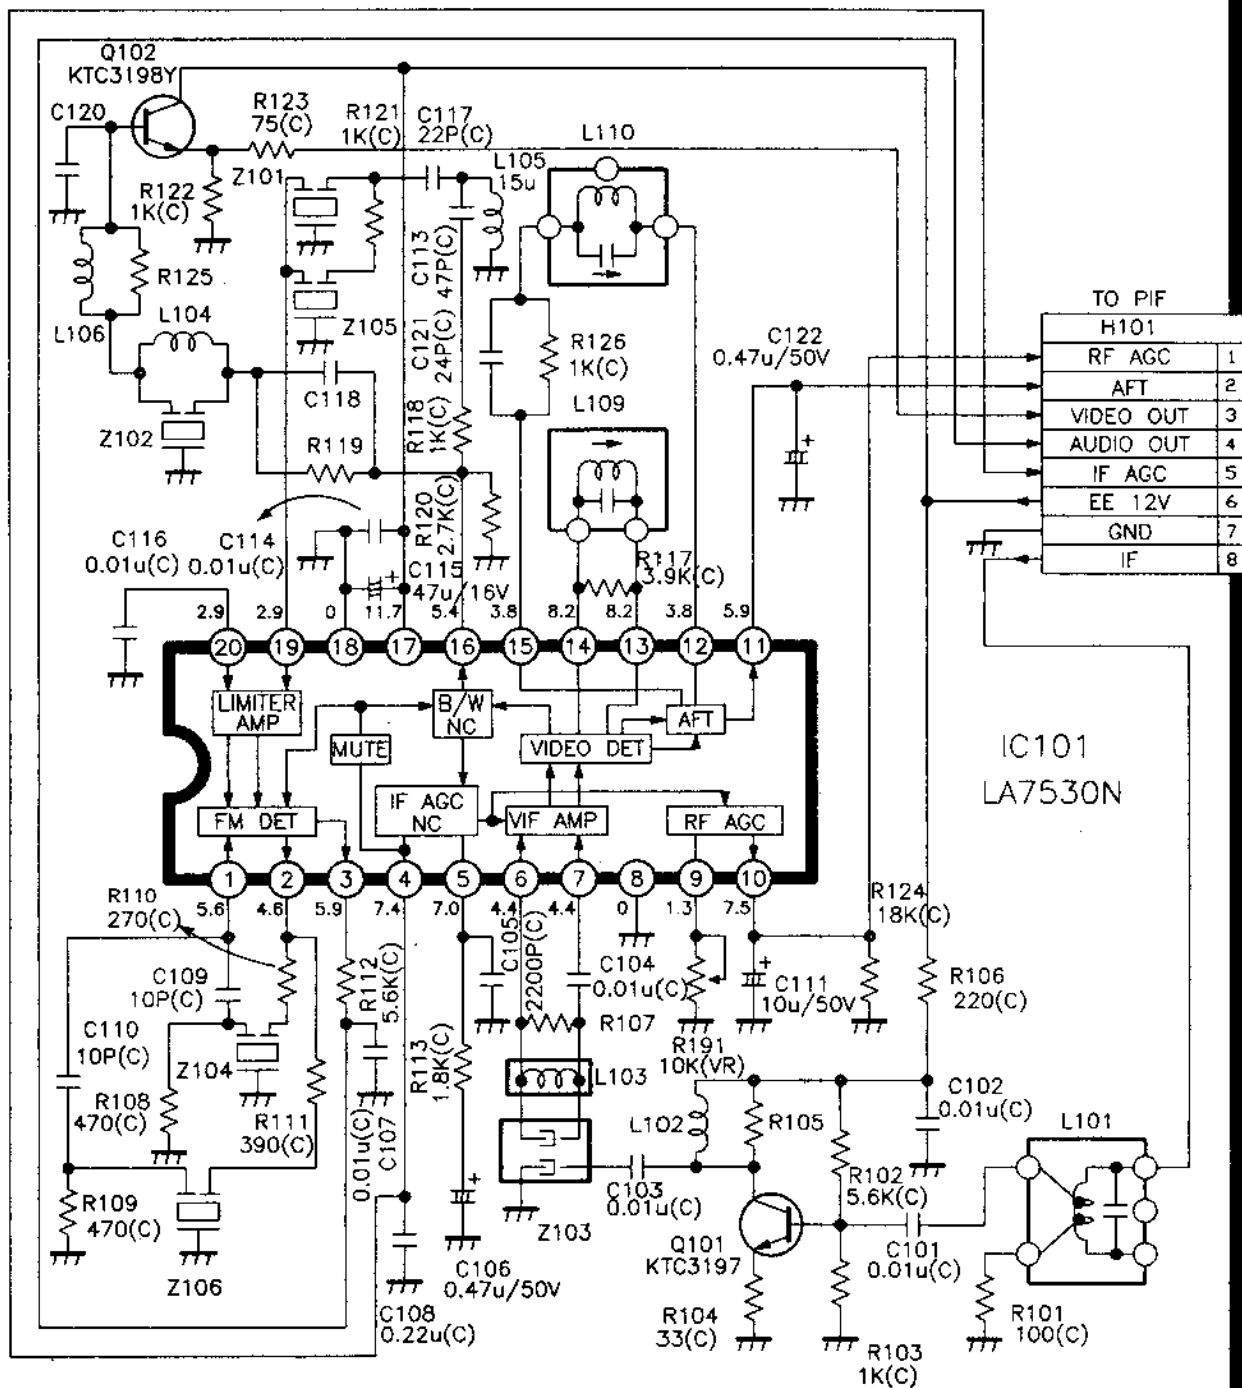 Q102
KTC3198Y
C120
R123
75(C)
R121
1K(C)
C117
22P(C)
L110
L105
15u
Z101
R122
1K(C)
C113
47P(C)
R125
L106
L104
Z105
C121
24P(C)
R126
1K(C)
C122
0.47u/50V
TO PIF
H101
RF AGC 1
AFT 2
VIDEO OUT 3
AUDIO OUT 4
IF AGC 5
EE 12V 6
GND 7
IF 8
C118
Z102
R119
R118
1K(C)
L109
R120
2.7K(C)
C116
0.01u(C)
C114
0.01u(C)
C115
47u/16V
R117
3.9K(C)
2.9 2.9 0 11.7 5.4 3.8 8.2 8.2 3.8 5.9
20 19 18 17 16 15 14 13 12 11
LIMITER
AMP
MUTE
B/W
NC
VIDEO DET
AFT
IC101
LA7530N
FM DET
IF AGC
NC
VIF AMP
RF AGC
1 2 3 4 5 6 7 8 9 10
5.6 4.6 5.9 7.4 7.0 4.4 4.4 0 1.3 7.5
R110
270(C)
R124
18K(C)
C109
10P(C)
R112
5.6K(C)
C105
2200P(C)
C104
0.01u(C)
C111
10u/50V
R106
220(C)
C110
10P(C)
Z104
R107
R191
10K(VR)
R113
1.8K(C)
L103
R108
470(C)
R111
390(C)
C107
0.01u(C)
L102
R105
C102
0.01u(C)
L101
R109
470(C)
Z106
C103
0.01u(C)
Z103
R102
5.6K(C)
C101
0.01u(C)
Q101
KTC3197
C106
0.47u/50V
C108
0.22u(C)
R104
33(C)
R103
1K(C)
R101
100(C)